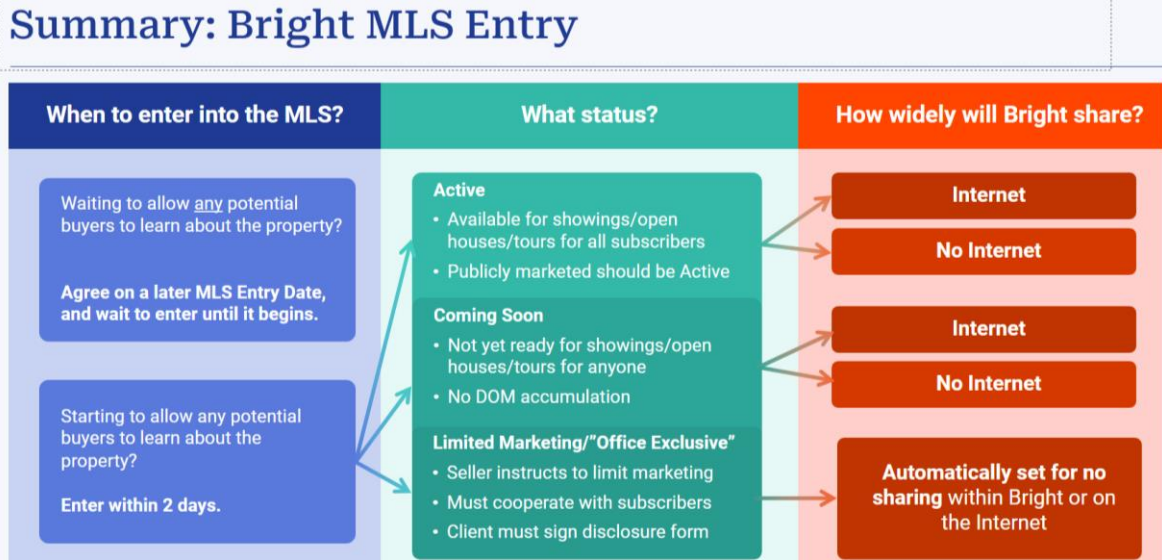 Summary: Bright MLS Entry
When to enter into the MLS?
Waiting to allow any potential
buyers to learn about the property?
Agree on a later MLS Entry Date,
and wait to enter until it begins.
Starting to allow any potential
buyers to learn about the
property?
Enter within 2 days.
What status?
Active
• Available for showings/open
houses/tours for all subscribers
• Publicly marketed should be Active
Coming Soon
• Not yet ready for showings/open
houses/tours for anyone
• No DOM accumulation
Limited Marketing/”Office Exclusive”
• Seller instructs to limit marketing
• Must cooperate with subscribers
• Client must sign disclosure form
How widely will Bright share?
Internet
No Internet
Internet
No Internet
Automatically set for no
sharing within Bright or on
the Internet